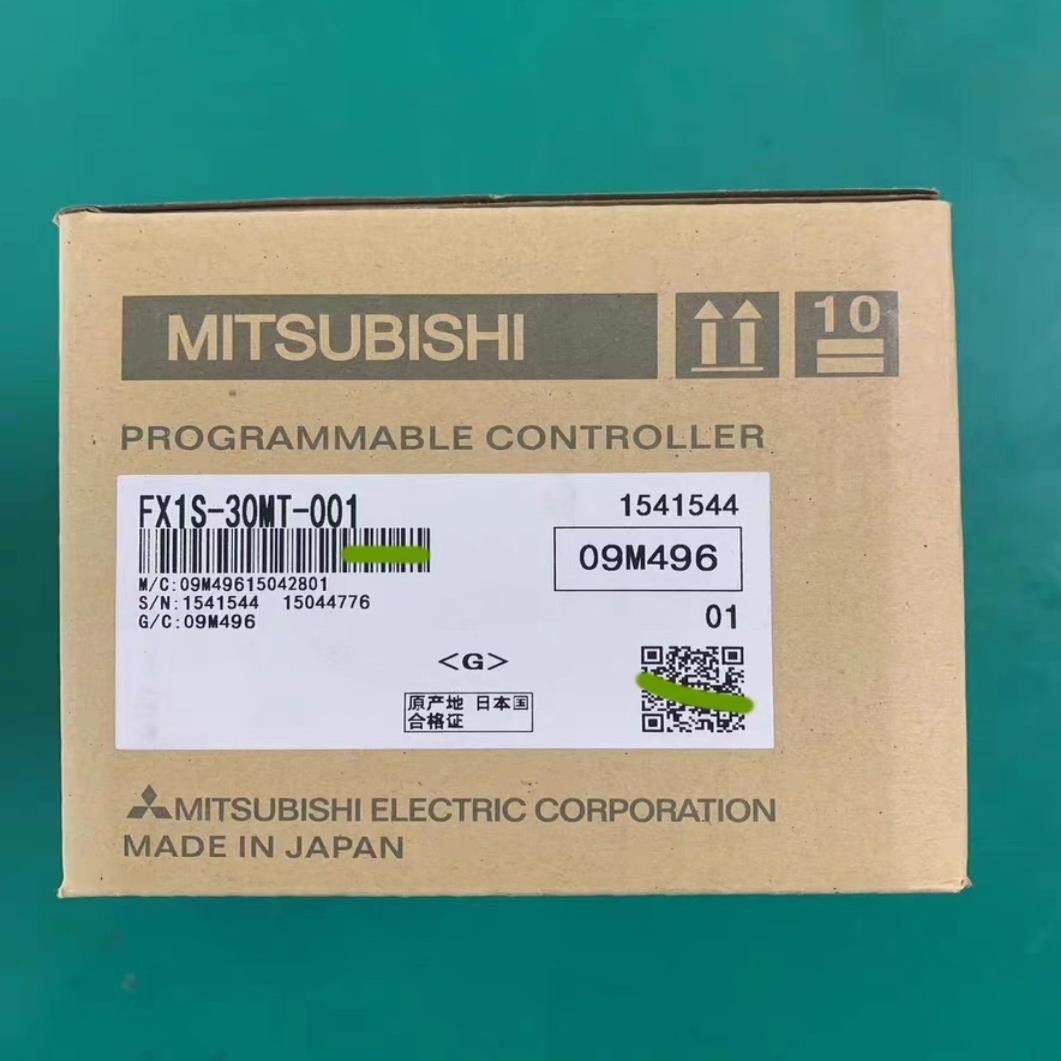 MITSUBISHI
10
PROGRAMMABLE CONTROLLER
FX1S-30MT-001
1541544
09M496
M/C:09M49615042801
S/N:1541544 15044776
G/C:09M496
01
<G>
原产地 日本国
合格证
MITSUBISHI ELECTRIC CORPORATION
MADE IN JAPAN